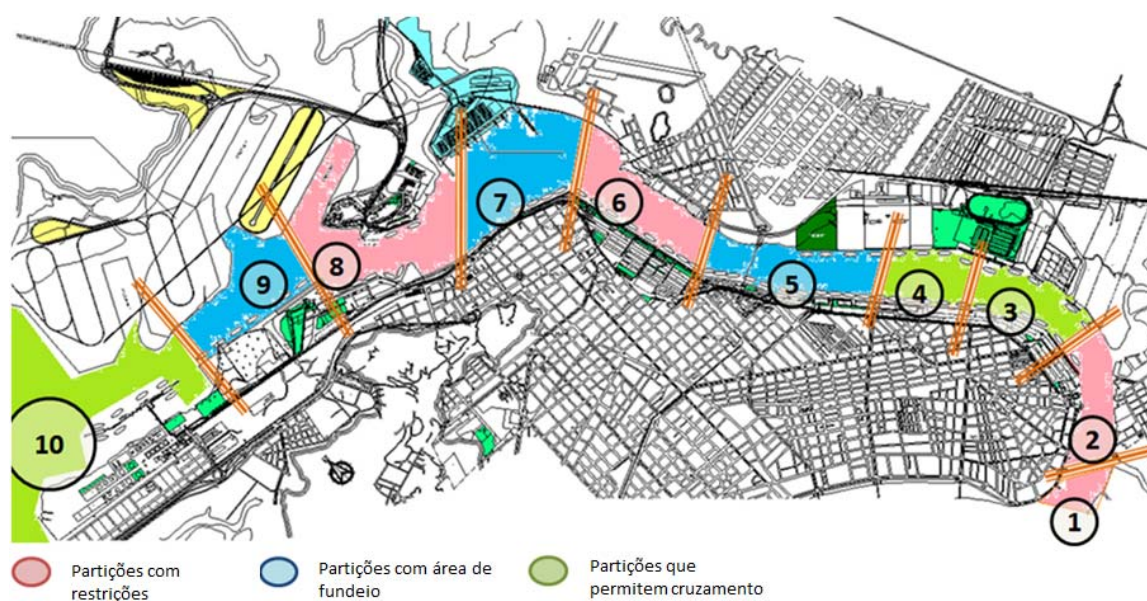 7
6
8
9
5
4
3
10
2
1
Partições com
restrições
Partições com área de
fundeio
Partições que
permitem cruzamento